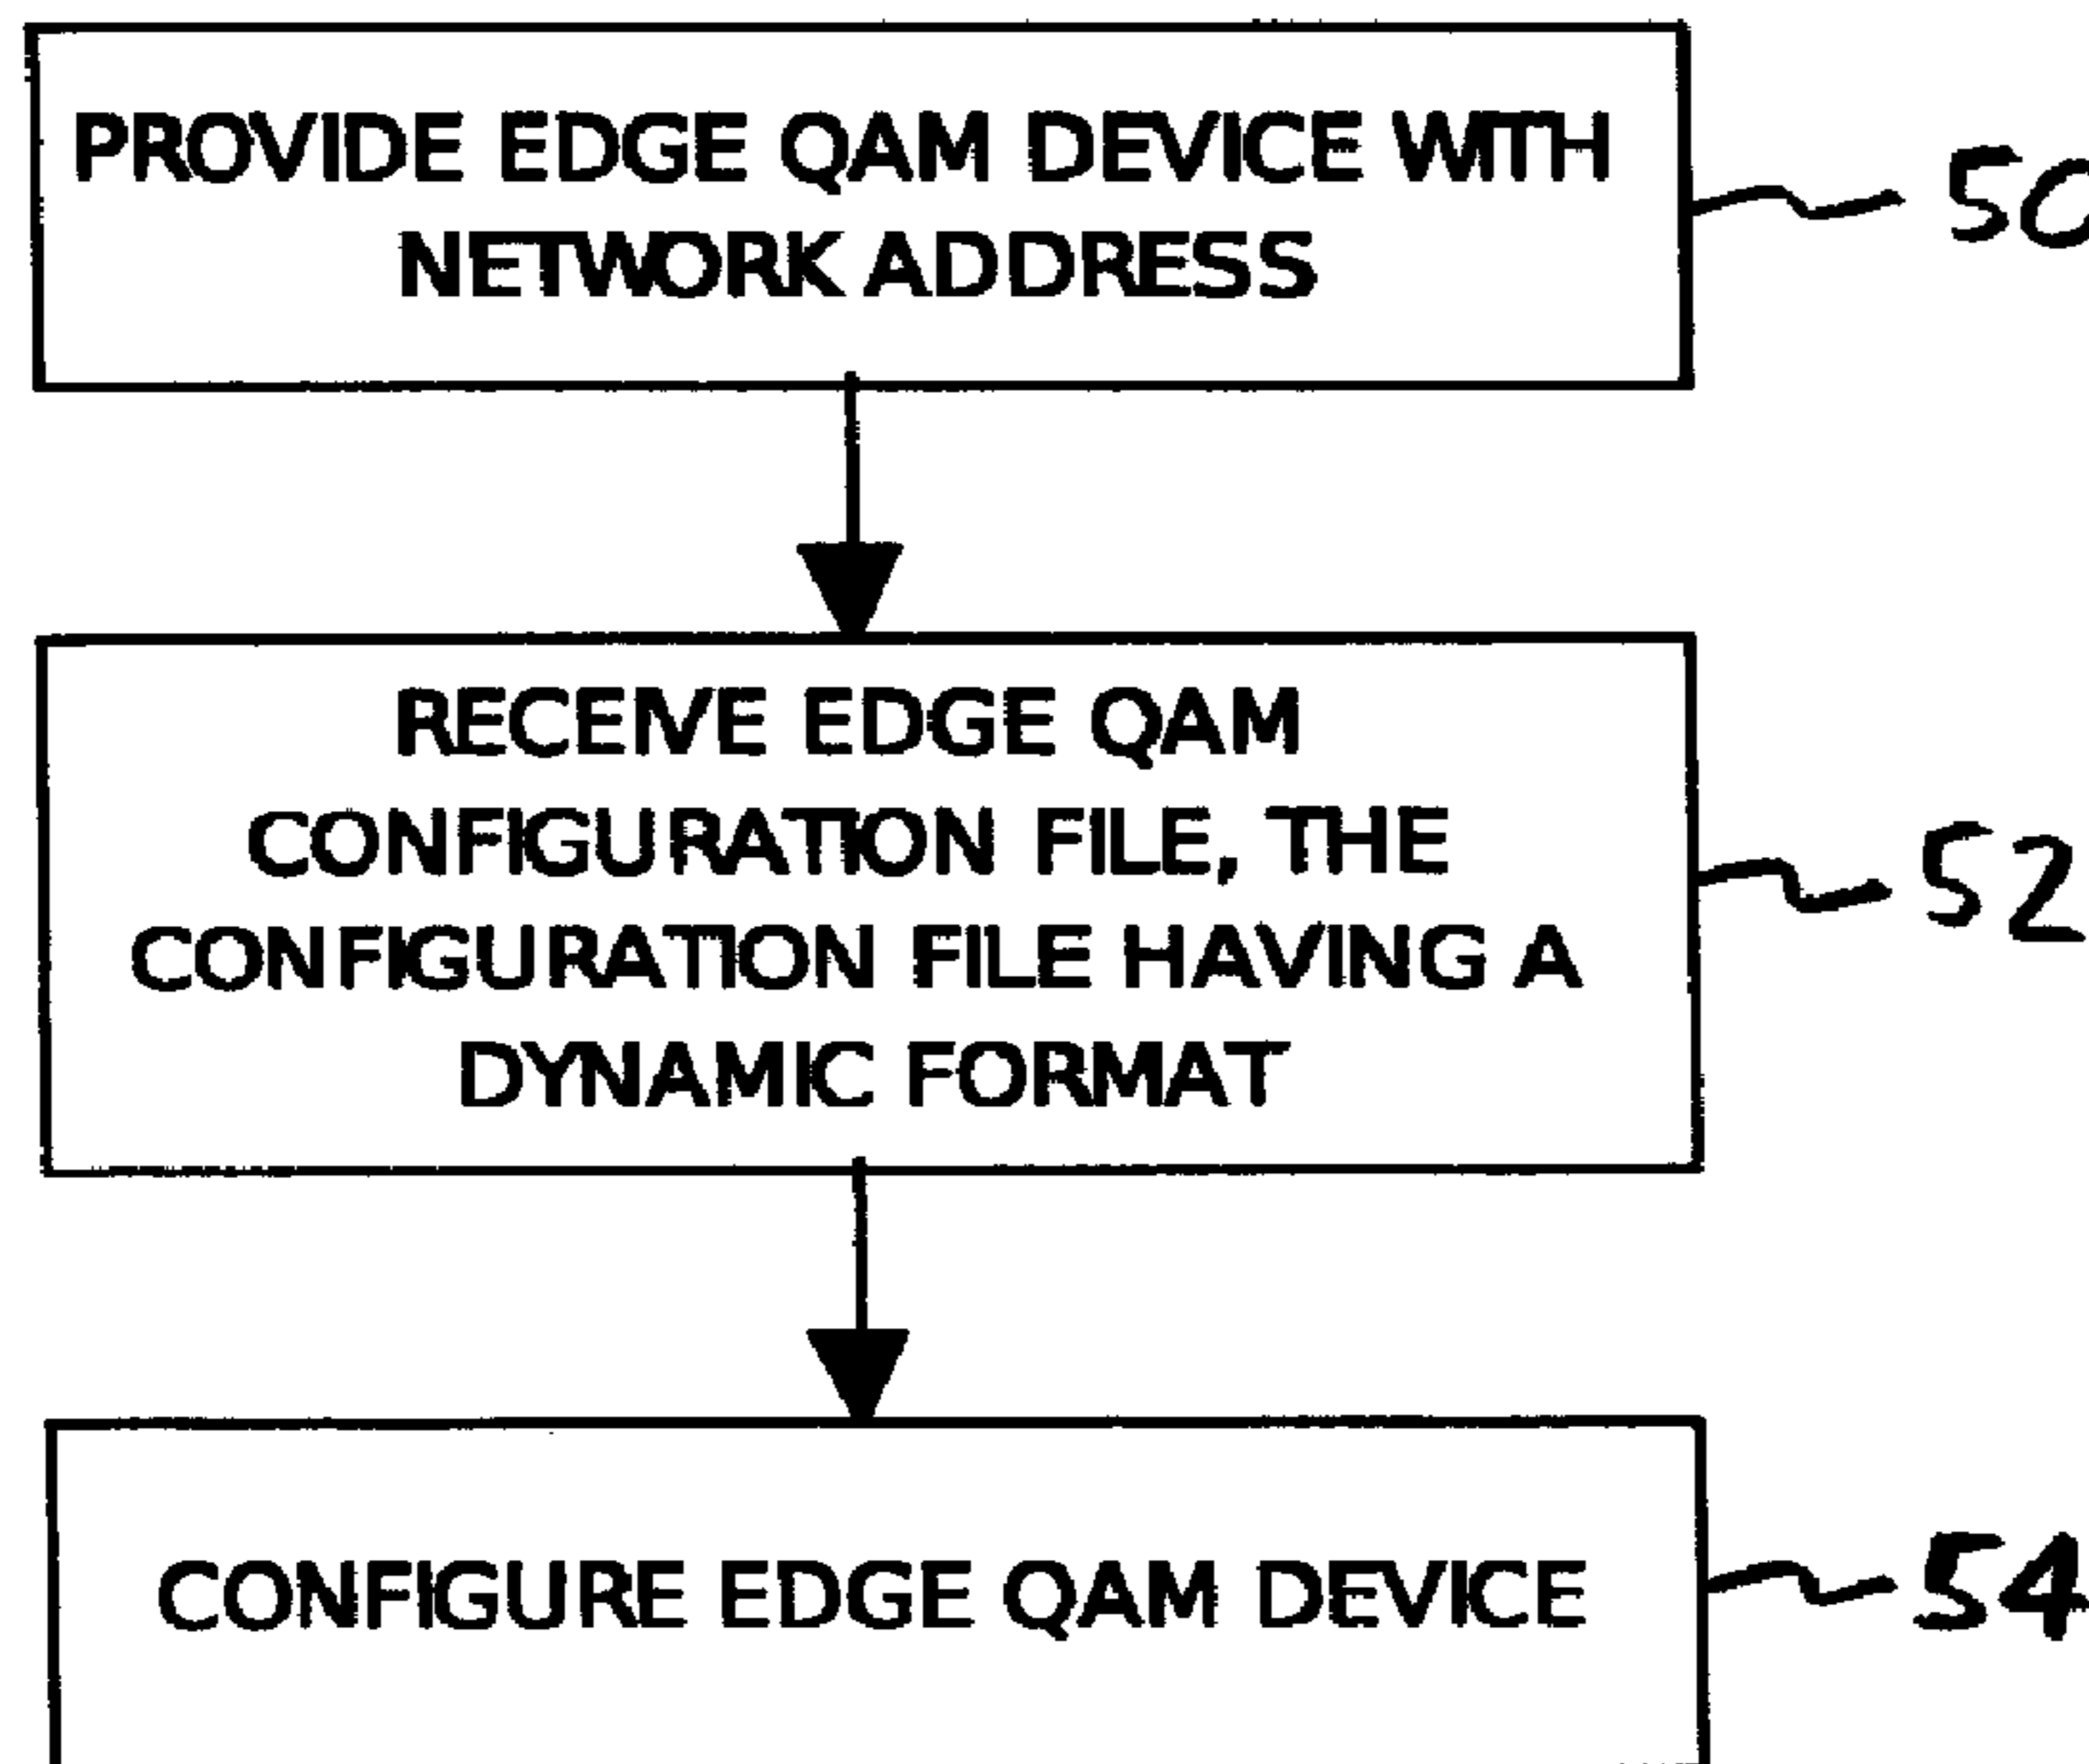 PROVIDE EDGE QAM DEVICE WITH
NETWORK ADDRESS
50
RECEIVE EDGE QAM
CONFIGURATION FILE, THE
CONFIGURATION FILE HAVING A
DYNAMIC FORMAT
52
CONFIGURE EDGE QAM DEVICE
54